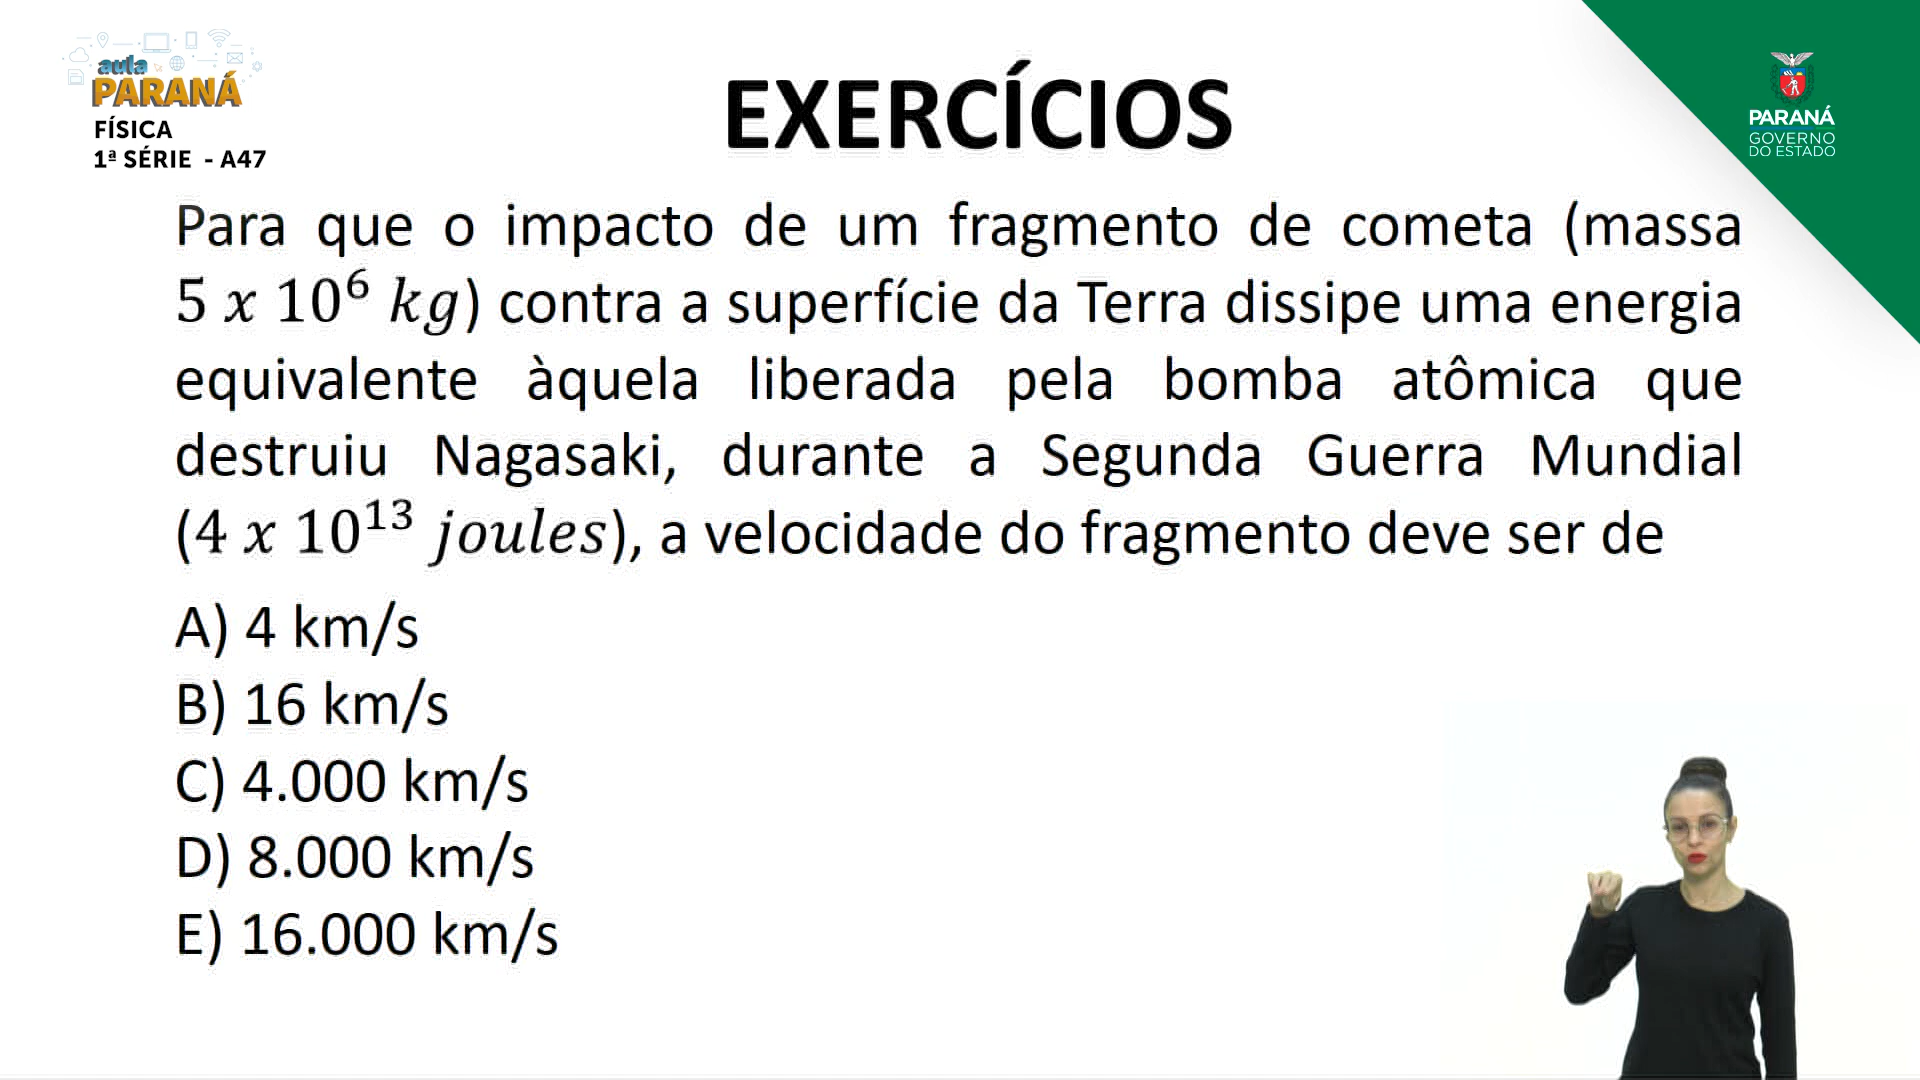 aula
PARANÁ
FÍSICA
1ª SÉRIE - A47
EXERCÍCIOS
PARANÁ
GOVERNO
DO ESTADO
Para que o impacto de um fragmento de cometa (massa
5 x 10⁶ kg) contra a superfície da Terra dissipe uma energia
equivalente àquela liberada pela bomba atômica que
destruiu Nagasaki, durante a Segunda Guerra Mundial
(4 x 10¹³ joules), a velocidade do fragmento deve ser de
A) 4 km/s
B) 16 km/s
C) 4.000 km/s
D) 8.000 km/s
E) 16.000 km/s